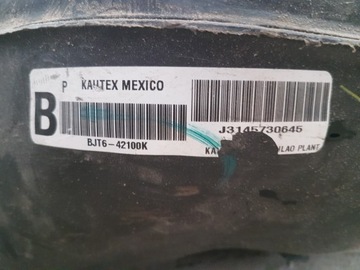 P KAUTEX MEXICO
B
J3145730645
BJT6-42100K
PLANT